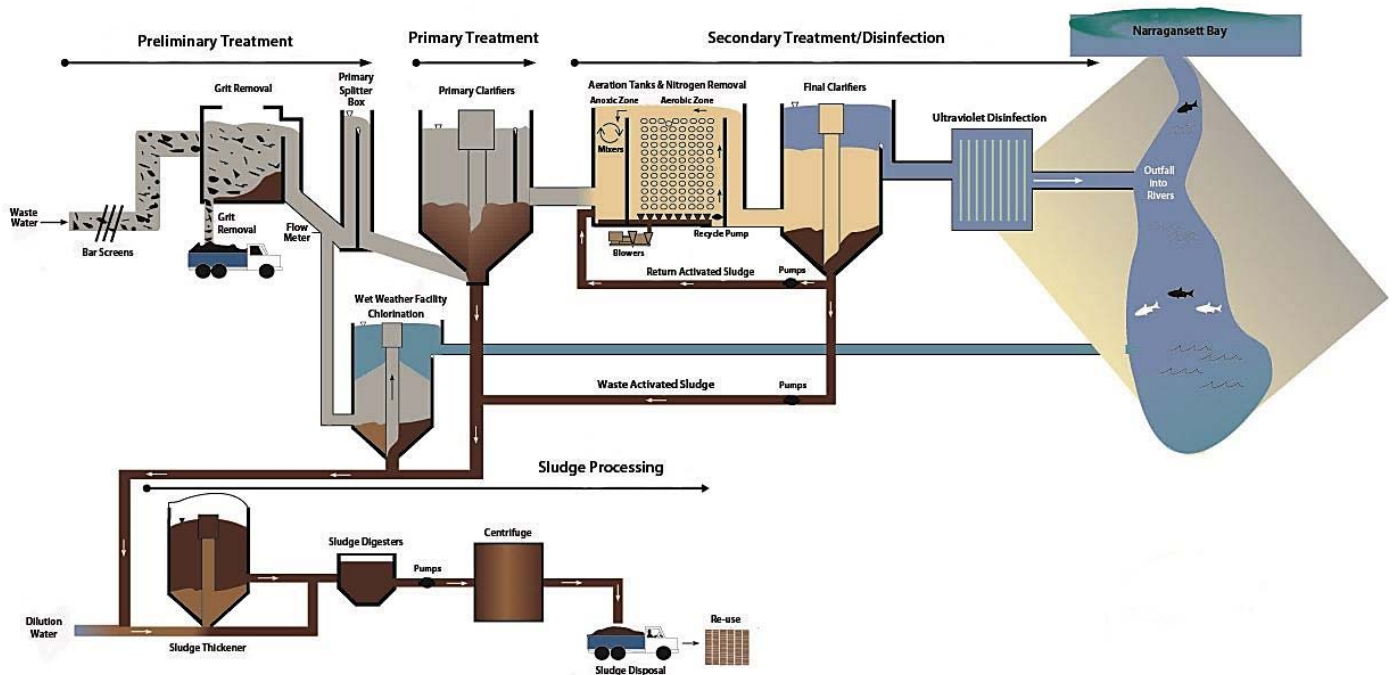 Preliminary Treatment
Primary Treatment
Secondary Treatment/Disinfection
Narragansett Bay
Grit Removal
Primary
Splitter
Box
Primary Clarifiers
Aeration Tanks & Nitrogen Removal
Anoxic Zone
Aerobic Zone
Final Clarifiers
Ultraviolet Disinfection
Mixers
Outfall
into
Rivers
Waste
Water
Bar Screens
Grit
Removal
Flow
Meter
Blowers
Recycle Pump
Return Activated Sludge
Pumps
Wet Weather Facility
Chlorination
Waste Activated Sludge
Pumps
Sludge Processing
Sludge Digesters
Pumps
Centrifuge
Dilution
Water
Sludge Thickener
Re-use
Sludge Disposal